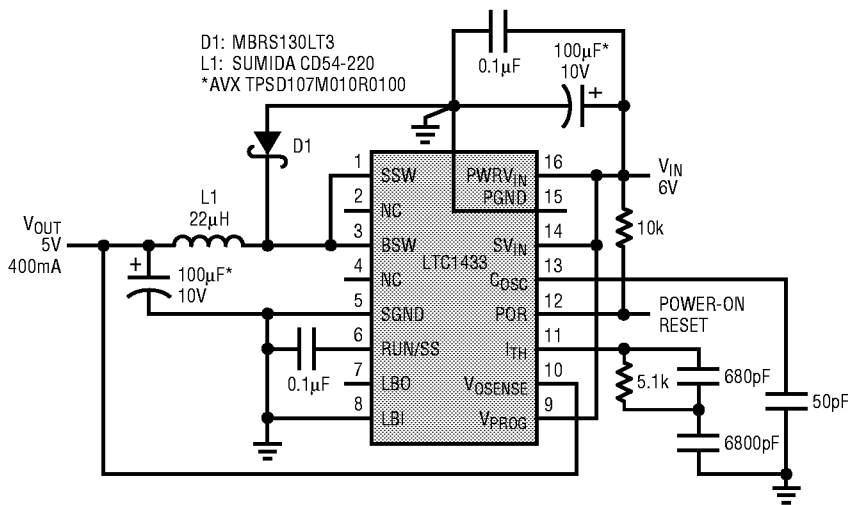 D1: MBRS130LT3
L1: SUMIDA CD54-220
*AVX TPSD107M010R0100
0.1µF
100µF*
10V
+
D1
VIN
6V
L1
22µH
VOUT
5V
400mA
+
100µF*
10V
1
SSW
2
NC
3
BSW
4
NC
5
SGND
6
RUN/SS
7
LBO
8
LBI
0.1µF
LTC1433
16
PWRVIN
15
PGND
14
SVIN
13
COSC
12
POR
11
ITH
10
VOSENSE
9
VPROG
10k
POWER-ON
RESET
5.1k
680pF
6800pF
50pF